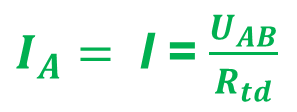 I_A = I = U_AB / R_td